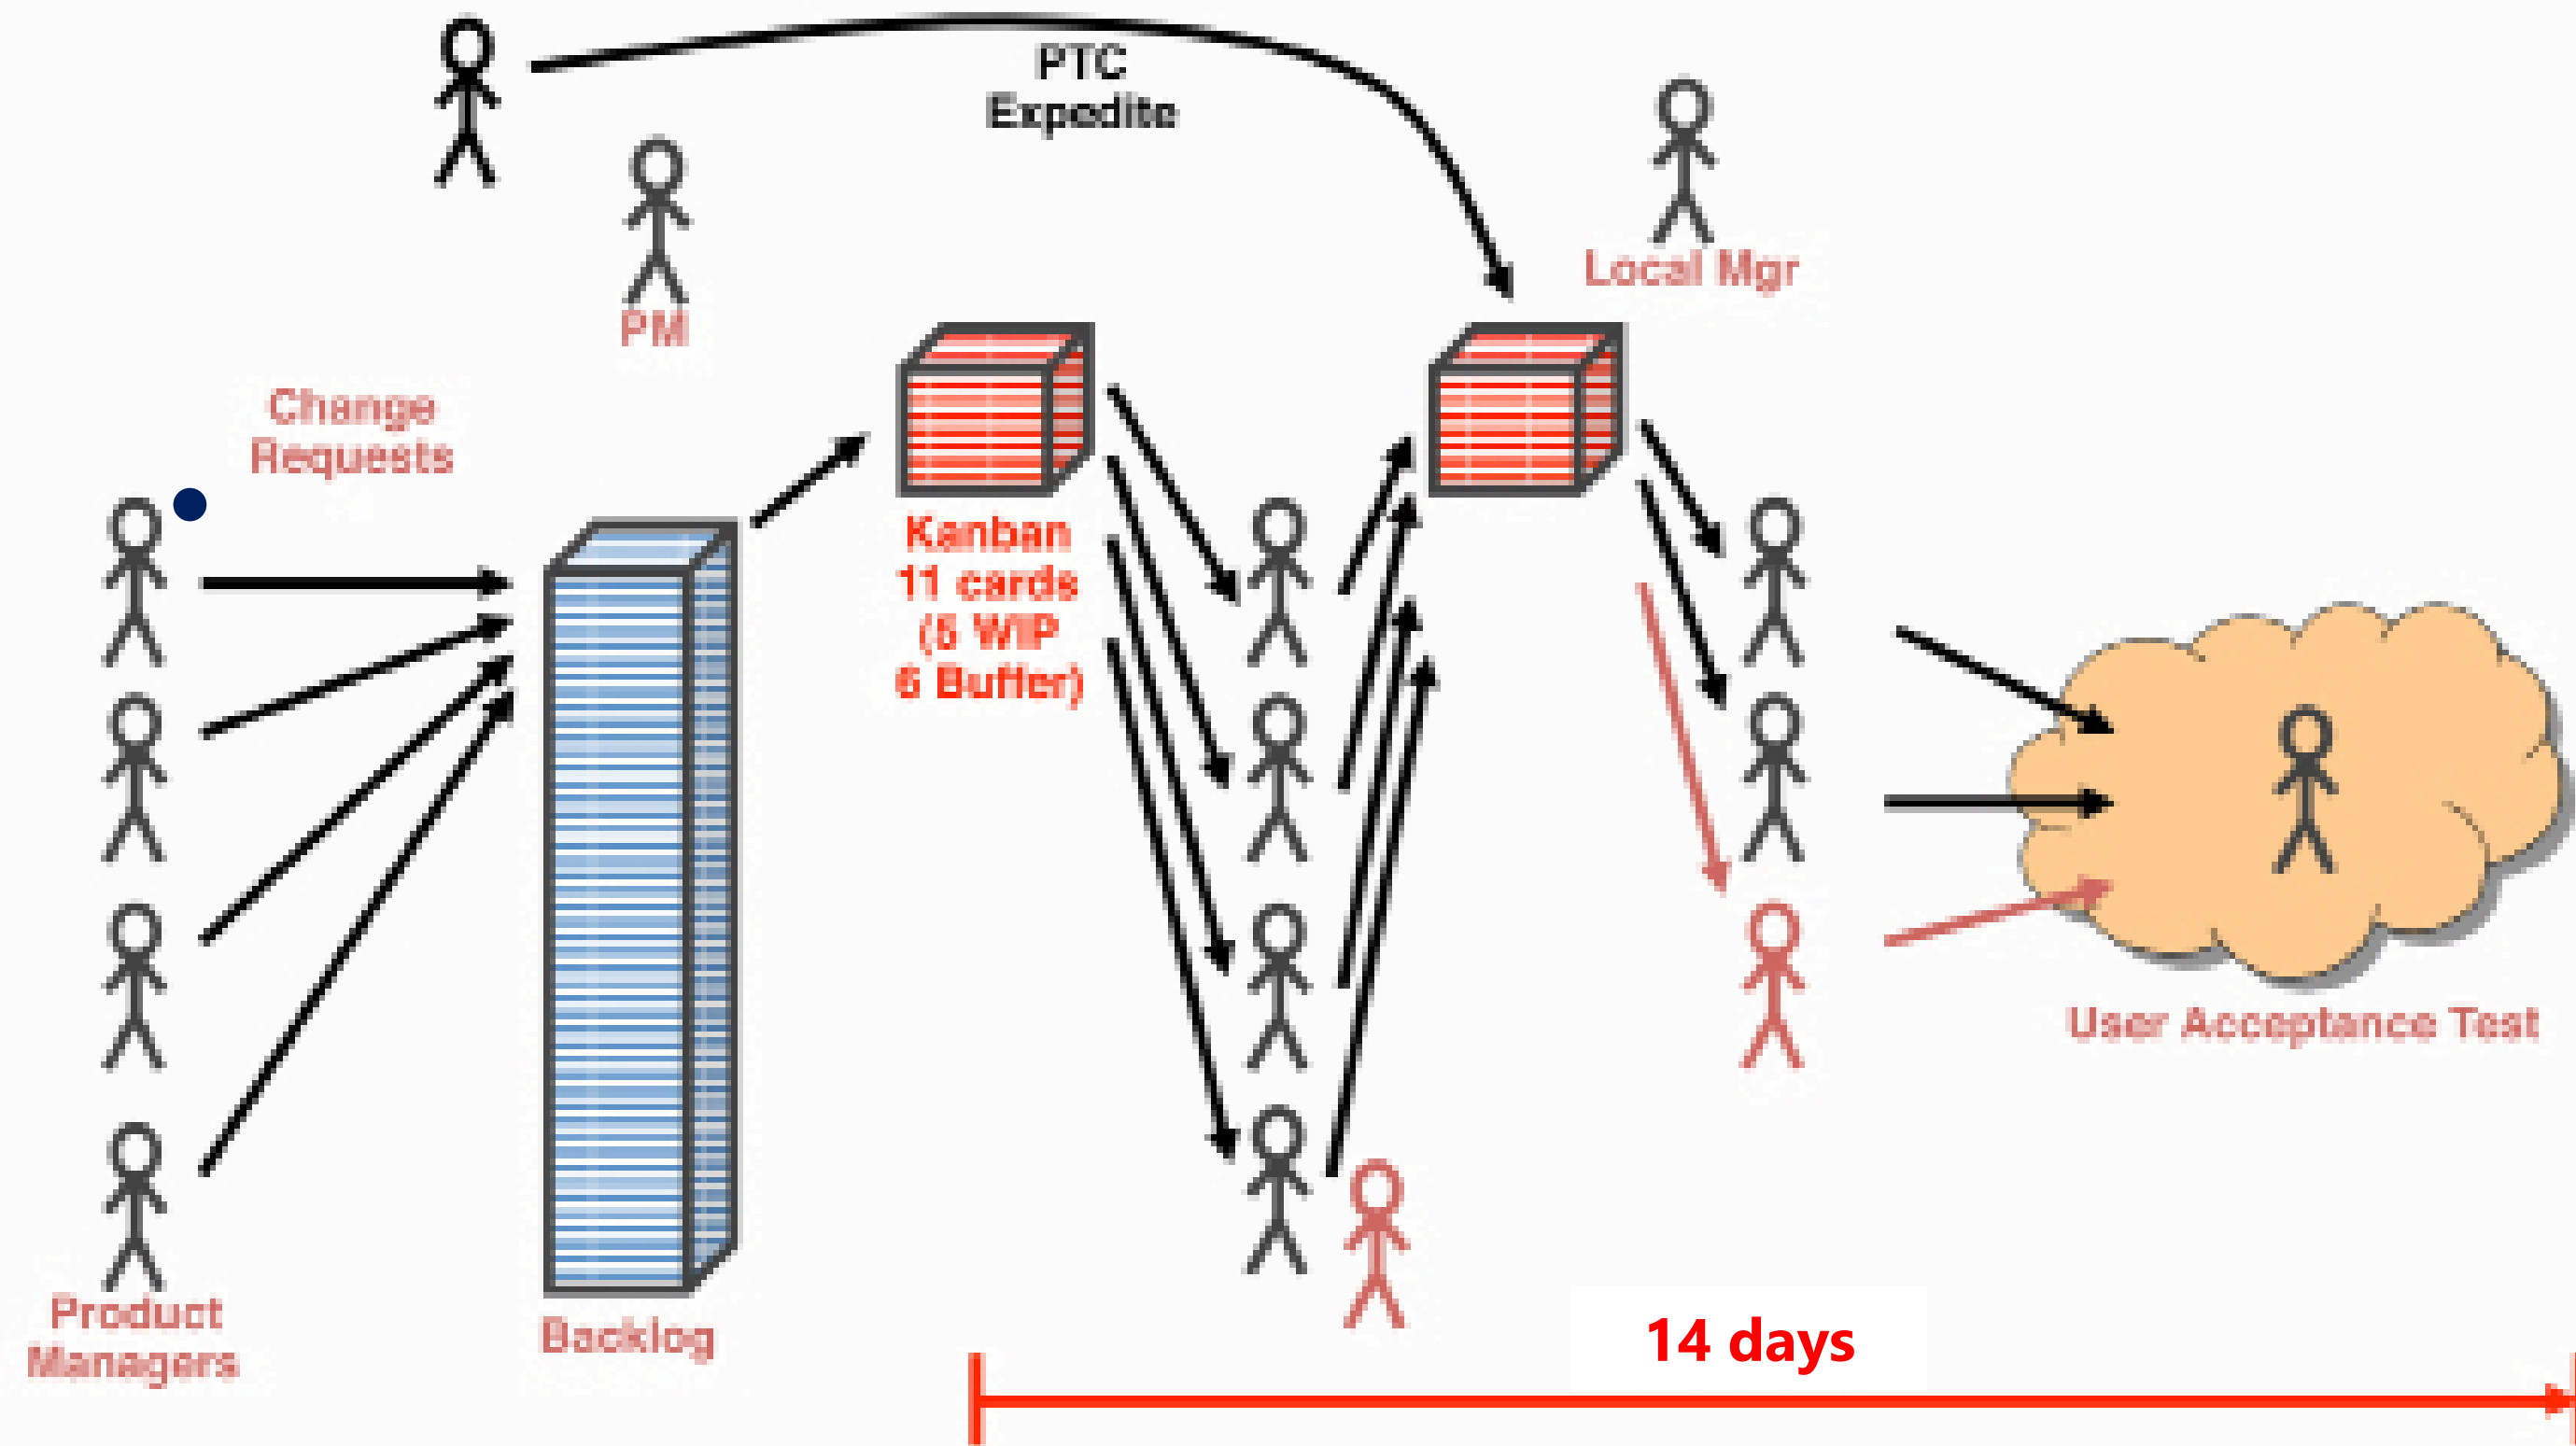 PTC
Expedite
Local Mgr
PM
Change
Requests
Kanban
11 cards
(5 WIP
6 Buffer)
User Acceptance Test
Product
Managers
Backlog
14 days